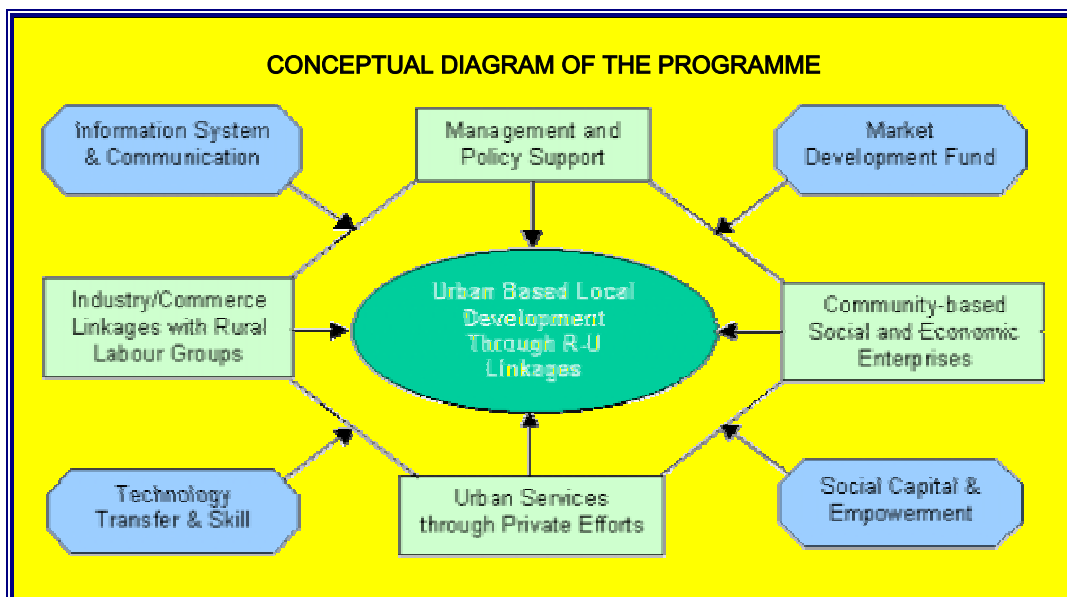 CONCEPTUAL DIAGRAM OF THE PROGRAMME
Information System
& Communication
Management and
Policy Support
Market
Development Fund
Industry/Commerce
Linkages with Rural
Labour Groups
Urban Based Local
Development
Through R-U
Linkages
Community-based
Social and Economic
Enterprises
Technology
Transfer & Skill
Urban Services
through Private Efforts
Social Capital &
Empowerment